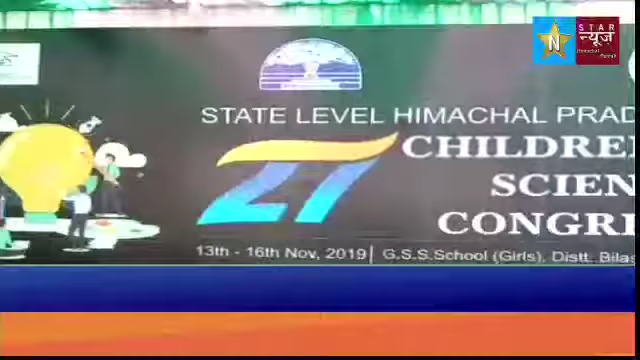 STAR
न्यूज़
N
STATE LEVEL HIMACHAL PRAD
27 CHILDRE
SCIEN
CONGR
13th - 16th Nov, 2019 | G.S.S.School (Girls), Distt. Bilas